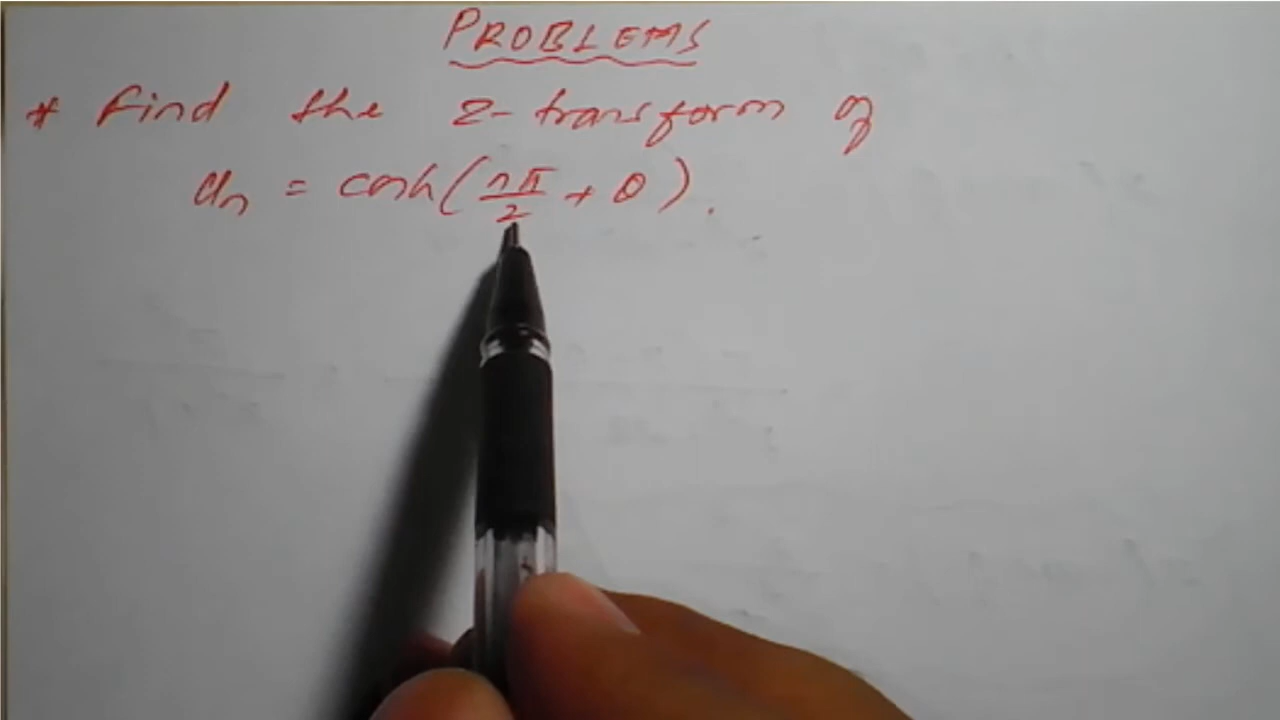 PROBLEMS
* Find the z-transform of
un = cosh(nπ/2 + θ).